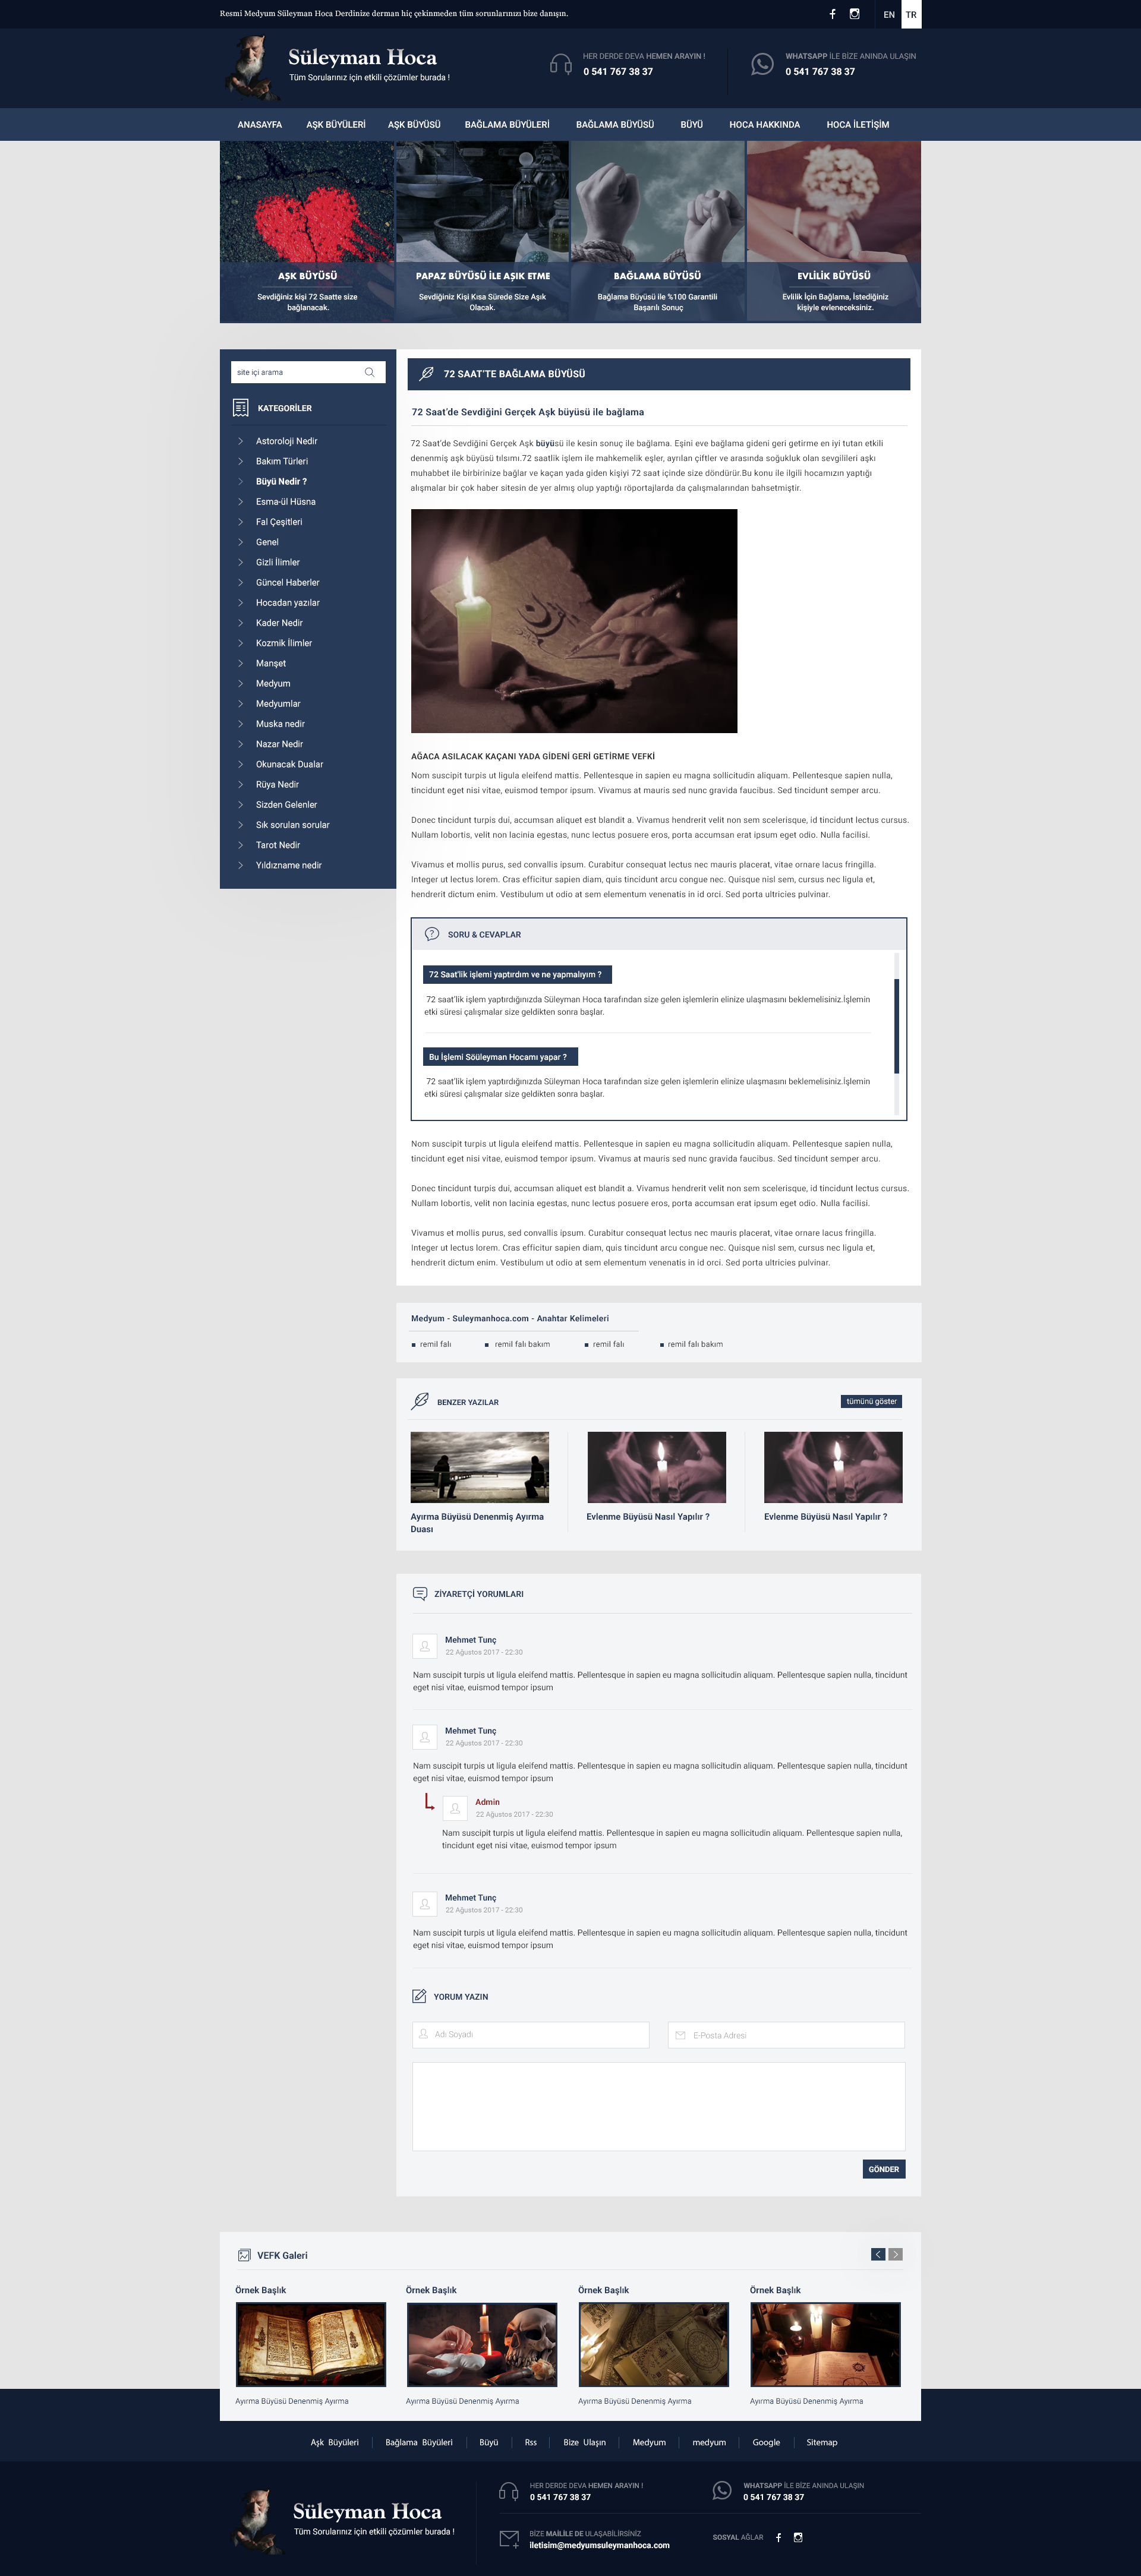 Resmi Medyum Süleyman Hoca Derdinize derman hiç çekinmeden tüm sorunlarınızı bize danışın.
EN
TR
Süleyman Hoca
Tüm Sorularınız için etkili çözümler burada !
HER DERDE DEVA HEMEN ARAYIN !
0 541 767 38 37
WHATSAPP İLE BİZE ANINDA ULAŞIN
0 541 767 38 37
ANASAYFA
AŞK BÜYÜLERİ
AŞK BÜYÜSÜ
BAĞLAMA BÜYÜLERİ
BAĞLAMA BÜYÜSÜ
BÜYÜ
HOCA HAKKINDA
HOCA İLETİŞİM
AŞK BÜYÜSÜ
Sevdiğiniz kişi 72 Saatte size
bağlanacak.
PAPAZ BÜYÜSÜ İLE AŞIK ETME
Sevdiğiniz Kişi Kısa Sürede Size Aşık
Olacak.
BAĞLAMA BÜYÜSÜ
Bağlama Büyüsü ile %100 Garantili
Başarılı Sonuç
EVLİLİK BÜYÜSÜ
Evlilik İçin Bağlama, İstediğiniz
kişiyle evleneceksiniz.
site içi arama
KATEGORİLER
Astoroloji Nedir
Bakım Türleri
Büyü Nedir ?
Esma-ül Hüsna
Fal Çeşitleri
Genel
Gizli İlimler
Güncel Haberler
Hocadan yazılar
Kader Nedir
Kozmik İlimler
Manşet
Medyum
Medyumlar
Muska nedir
Nazar Nedir
Okunacak Dualar
Rüya Nedir
Sizden Gelenler
Sık sorulan sorular
Tarot Nedir
Yıldızname nedir
72 SAAT'TE BAĞLAMA BÜYÜSÜ
72 Saat'de Sevdiğini Gerçek Aşk büyüsü ile bağlama
72 Saat'de Sevdiğini Gerçek Aşk büyüsü ile kesin sonuç ile bağlama. Eşini eve bağlama gideni geri getirme en iyi tutan etkili
denenmiş aşk büyüsü tılsımı.72 saatlik işlem ile mahkemelik eşler, ayrılan çiftler ve arasında soğukluk olan sevgilileri aşkı
muhabbet ile birbirinize bağlar ve kaçan yada giden kişiyi 72 saat içinde size döndürür.Bu konu ile ilgili hocamızın yaptığı
alışmalar bir çok haber sitesin de yer almış olup yaptığı röportajlarda da çalışmalarından bahsetmiştir.
AĞACA ASILACAK KAÇANI YADA GİDENİ GERİ GETİRME VEFKİ
Nom suscipit turpis ut ligula eleifend mattis. Pellentesque in sapien eu magna sollicitudin aliquam. Pellentesque sapien nulla,
tincidunt eget nisi vitae, euismod tempor ipsum. Vivamus at mauris sed nunc gravida faucibus. Sed tincidunt semper arcu.
Donec tincidunt turpis dui, accumsan aliquet est blandit a. Vivamus hendrerit velit non sem scelerisque, id tincidunt lectus cursus.
Nullam lobortis, velit non lacinia egestas, nunc lectus posuere eros, porta accumsan erat ipsum eget odio. Nulla facilisi.
Vivamus et mollis purus, sed convallis ipsum. Curabitur consequat lectus nec mauris placerat, vitae ornare lacus fringilla.
Integer ut lectus lorem. Cras efficitur sapien diam, quis tincidunt arcu congue nec. Quisque nisl sem, cursus nec ligula et,
hendrerit dictum enim. Vestibulum ut odio at sem elementum venenatis in id orci. Sed porta ultricies pulvinar.
SORU & CEVAPLAR
72 Saat'lik işlemi yaptırdım ve ne yapmalıyım ?
72 saat'lik işlem yaptırdığınızda Süleyman Hoca tarafından size gelen işlemlerin elinize ulaşmasını beklemelisiniz.İşlemin
etki süresi çalışmalar size geldikten sonra başlar.
Bu İşlemi Söüleyman Hocamı yapar ?
72 saat'lik işlem yaptırdığınızda Süleyman Hoca tarafından size gelen işlemlerin elinize ulaşmasını beklemelisiniz.İşlemin
etki süresi çalışmalar size geldikten sonra başlar.
Nom suscipit turpis ut ligula eleifend mattis. Pellentesque in sapien eu magna sollicitudin aliquam. Pellentesque sapien nulla,
tincidunt eget nisi vitae, euismod tempor ipsum. Vivamus at mauris sed nunc gravida faucibus. Sed tincidunt semper arcu.
Donec tincidunt turpis dui, accumsan aliquet est blandit a. Vivamus hendrerit velit non sem scelerisque, id tincidunt lectus cursus.
Nullam lobortis, velit non lacinia egestas, nunc lectus posuere eros, porta accumsan erat ipsum eget odio. Nulla facilisi.
Vivamus et mollis purus, sed convallis ipsum. Curabitur consequat lectus nec mauris placerat, vitae ornare lacus fringilla.
Integer ut lectus lorem. Cras efficitur sapien diam, quis tincidunt arcu congue nec. Quisque nisl sem, cursus nec ligula et,
hendrerit dictum enim. Vestibulum ut odio at sem elementum venenatis in id orci. Sed porta ultricies pulvinar.
Medyum - Suleymanhoca.com - Anahtar Kelimeleri
remil falı
remil falı bakım
remil falı
remil falı bakım
BENZER YAZILAR
tümünü göster
Ayırma Büyüsü Denenmiş Ayırma
Duası
Evlenme Büyüsü Nasıl Yapılır ?
Evlenme Büyüsü Nasıl Yapılır ?
ZİYARETÇİ YORUMLARI
Mehmet Tunç
22 Ağustos 2017 - 22:30
Nam suscipit turpis ut ligula eleifend mattis. Pellentesque in sapien eu magna sollicitudin aliquam. Pellentesque sapien nulla, tincidunt
eget nisi vitae, euismod tempor ipsum
Mehmet Tunç
22 Ağustos 2017 - 22:30
Nam suscipit turpis ut ligula eleifend mattis. Pellentesque in sapien eu magna sollicitudin aliquam. Pellentesque sapien nulla, tincidunt
eget nisi vitae, euismod tempor ipsum
Admin
22 Ağustos 2017 - 22:30
Nam suscipit turpis ut ligula eleifend mattis. Pellentesque in sapien eu magna sollicitudin aliquam. Pellentesque sapien nulla,
tincidunt eget nisi vitae, euismod tempor ipsum
Mehmet Tunç
22 Ağustos 2017 - 22:30
Nam suscipit turpis ut ligula eleifend mattis. Pellentesque in sapien eu magna sollicitudin aliquam. Pellentesque sapien nulla, tincidunt
eget nisi vitae, euismod tempor ipsum
YORUM YAZIN
Adı Soyadı
E-Posta Adresi
GÖNDER
VEFK Galeri
Örnek Başlık
Örnek Başlık
Örnek Başlık
Örnek Başlık
Ayırma Büyüsü Denenmiş Ayırma
Ayırma Büyüsü Denenmiş Ayırma
Ayırma Büyüsü Denenmiş Ayırma
Ayırma Büyüsü Denenmiş Ayırma
Aşk Büyüleri
Bağlama Büyüleri
Büyü
Rss
Bize Ulaşın
Medyum
medyum
Google
Sitemap
Süleyman Hoca
Tüm Sorularınız için etkili çözümler burada !
HER DERDE DEVA HEMEN ARAYIN !
0 541 767 38 37
WHATSAPP İLE BİZE ANINDA ULAŞIN
0 541 767 38 37
BİZE MAİLİLE DE ULAŞABİLİRSİNİZ
iletisim@medyumsuleymanhoca.com
SOSYAL AĞLAR